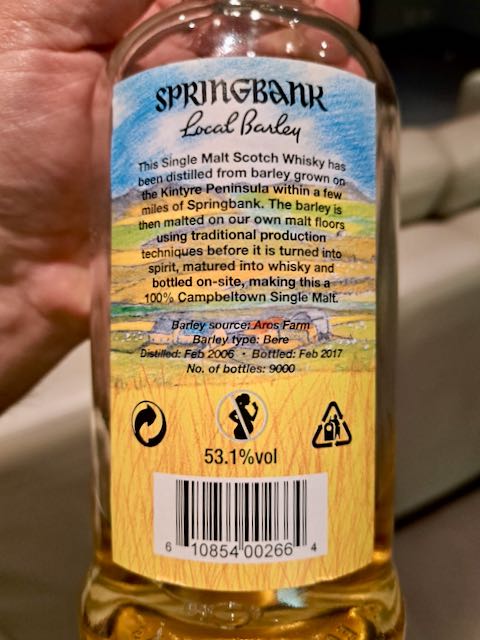 SPRINGBANK
Local Barley
This Single Malt Scotch Whisky has
been distilled from barley grown on
the Kintyre Peninsula within a few
miles of Springbank. The barley is
then malted on our own malt floors
using traditional production
techniques before it is turned into
spirit, matured into whisky and
bottled on-site, making this a
100% Campbeltown Single Malt.
Barley source: Aros Farm
Barley type: Bere
Distilled: Feb 2006 • Bottled: Feb 2017
No. of bottles: 9000
53.1%vol
6 10854 00266 4